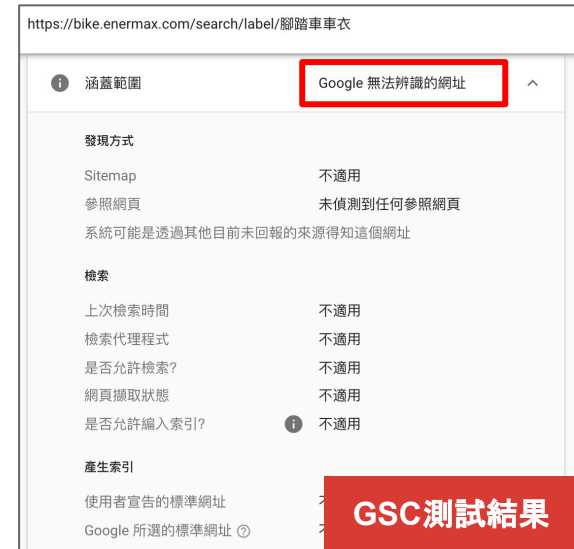 https://bike.enermax.com/search/label/腳踏車車衣
涵蓋範圍 Google 無法辨識的網址
發現方式
Sitemap 不適用
參照網頁 未偵測到任何參照網頁
系統可能是透過其他目前未回報的來源得知這個網址
檢索
上次檢索時間 不適用
檢索代理程式 不適用
是否允許檢索? 不適用
網頁擷取狀態 不適用
是否允許編入索引? 不適用
產生索引
使用者宣告的標準網址
Google 所選的標準網址
GSC測試結果